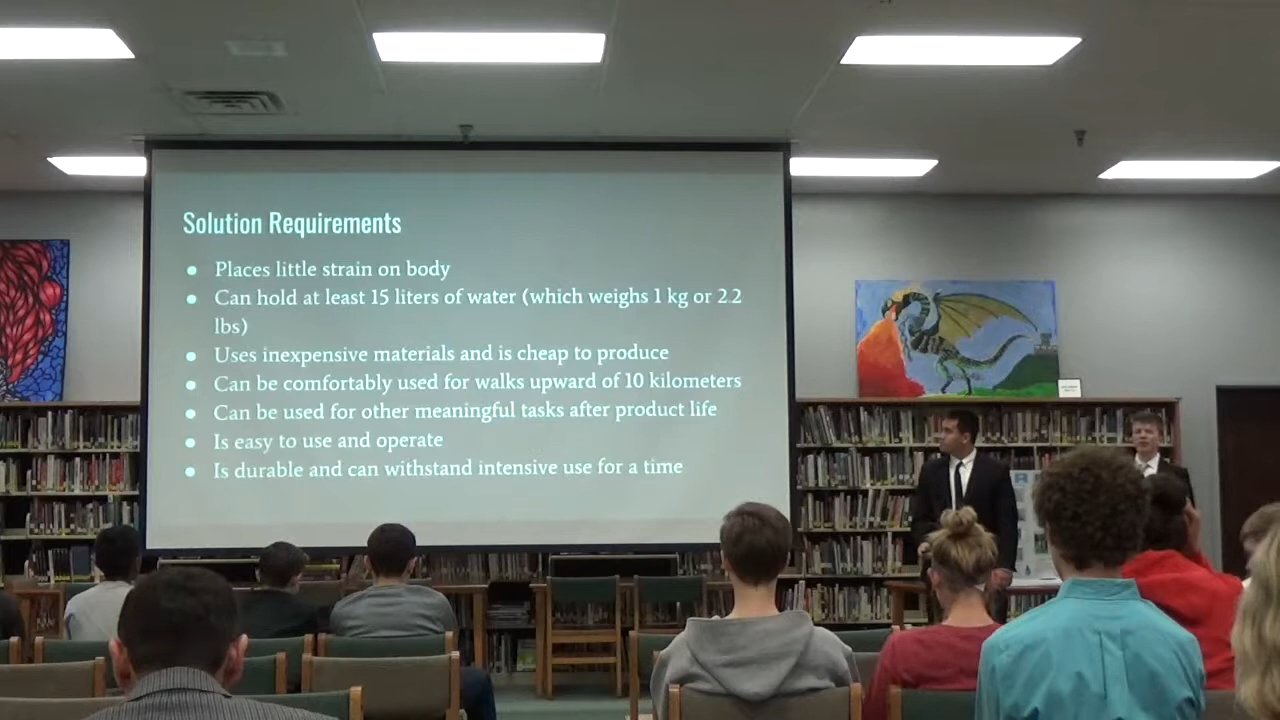 Solution Requirements
● Places little strain on body
● Can hold at least 15 liters of water (which weighs 1 kg or 2.2
lbs)
● Uses inexpensive materials and is cheap to produce
● Can be comfortably used for walks upward of 10 kilometers
● Can be used for other meaningful tasks after product life
● Is easy to use and operate
● Is durable and can withstand intensive use for a time